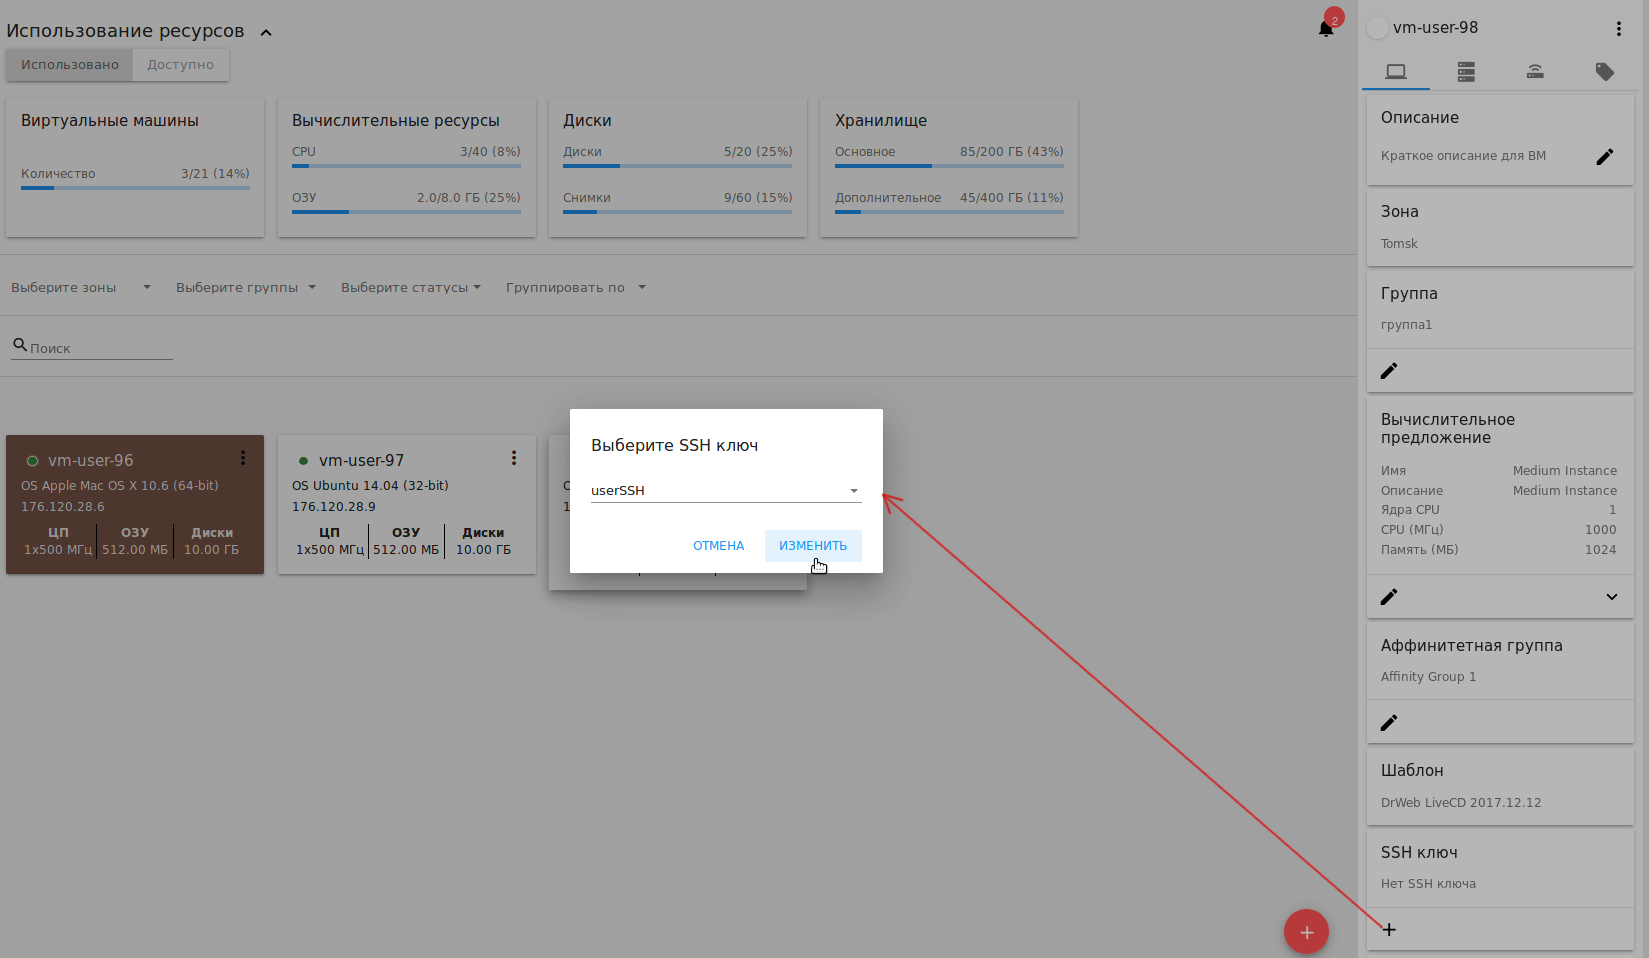 Использование ресурсов
Использовано
Доступно
2
Виртуальные машины
Количество 3/21 (14%)
Вычислительные ресурсы
CPU 3/40 (8%)
ОЗУ 2.0/8.0 ГБ (25%)
Диски
Диски 5/20 (25%)
Снимки 9/60 (15%)
Хранилище
Основное 85/200 ГБ (43%)
Дополнительное 45/400 ГБ (11%)
Выберите зоны
Выберите группы
Выберите статусы
Группировать по
Поиск
vm-user-96
OS Apple Mac OS X 10.6 (64-bit)
176.120.28.6
ЦП ОЗУ Диски
1x500 МГц 512.00 МБ 10.00 ГБ
vm-user-97
OS Ubuntu 14.04 (32-bit)
176.120.28.9
ЦП ОЗУ Диски
1x500 МГц 512.00 МБ 10.00 ГБ
Выберите SSH ключ
userSSH
ОТМЕНА ИЗМЕНИТЬ
vm-user-98
Описание
Краткое описание для ВМ
Зона
Tomsk
Группа
группа1
Вычислительное
предложение
Имя Medium Instance
Описание Medium Instance
Ядра CPU 1
CPU (МГц) 1000
Память (МБ) 1024
Аффинитетная группа
Affinity Group 1
Шаблон
DrWeb LiveCD 2017.12.12
SSH ключ
Нет SSH ключа